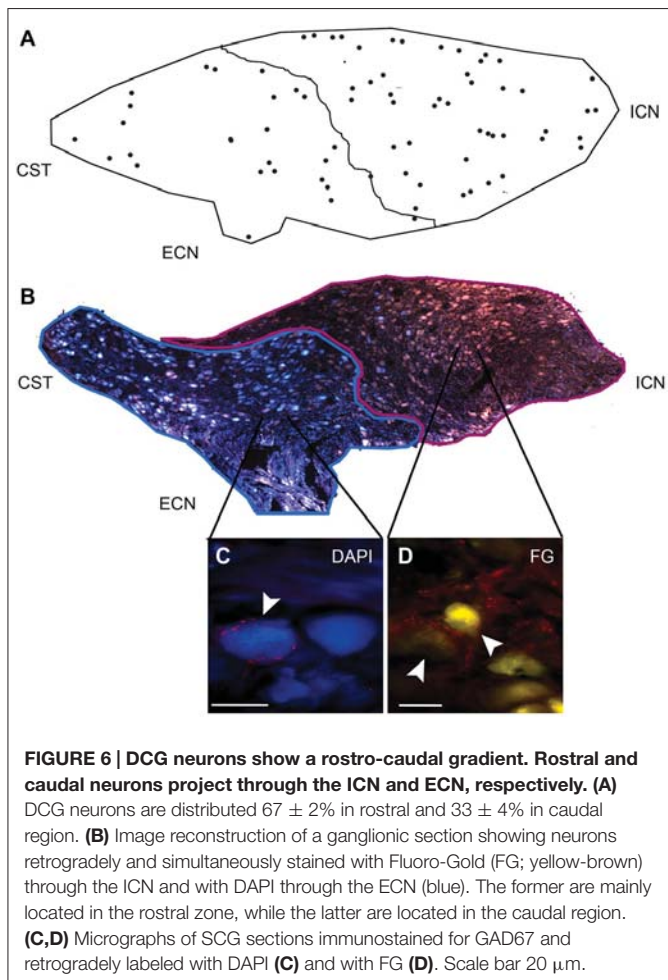 A
CST
ICN
ECN
B
CST
ICN
ECN
C
DAPI
D
FG
FIGURE 6 | DCG neurons show a rostro-caudal gradient. Rostral and
caudal neurons project through the ICN and ECN, respectively. (A)
DCG neurons are distributed 67 ± 2% in rostral and 33 ± 4% in caudal
region. (B) Image reconstruction of a ganglionic section showing neurons
retrogradely and simultaneously stained with Fluoro-Gold (FG; yellow-brown)
through the ICN and with DAPI through the ECN (blue). The former are mainly
located in the rostral zone, while the latter are located in the caudal region.
(C,D) Micrographs of SCG sections immunostained for GAD67 and
retrogradely labeled with DAPI (C) and with FG (D). Scale bar 20 μm.